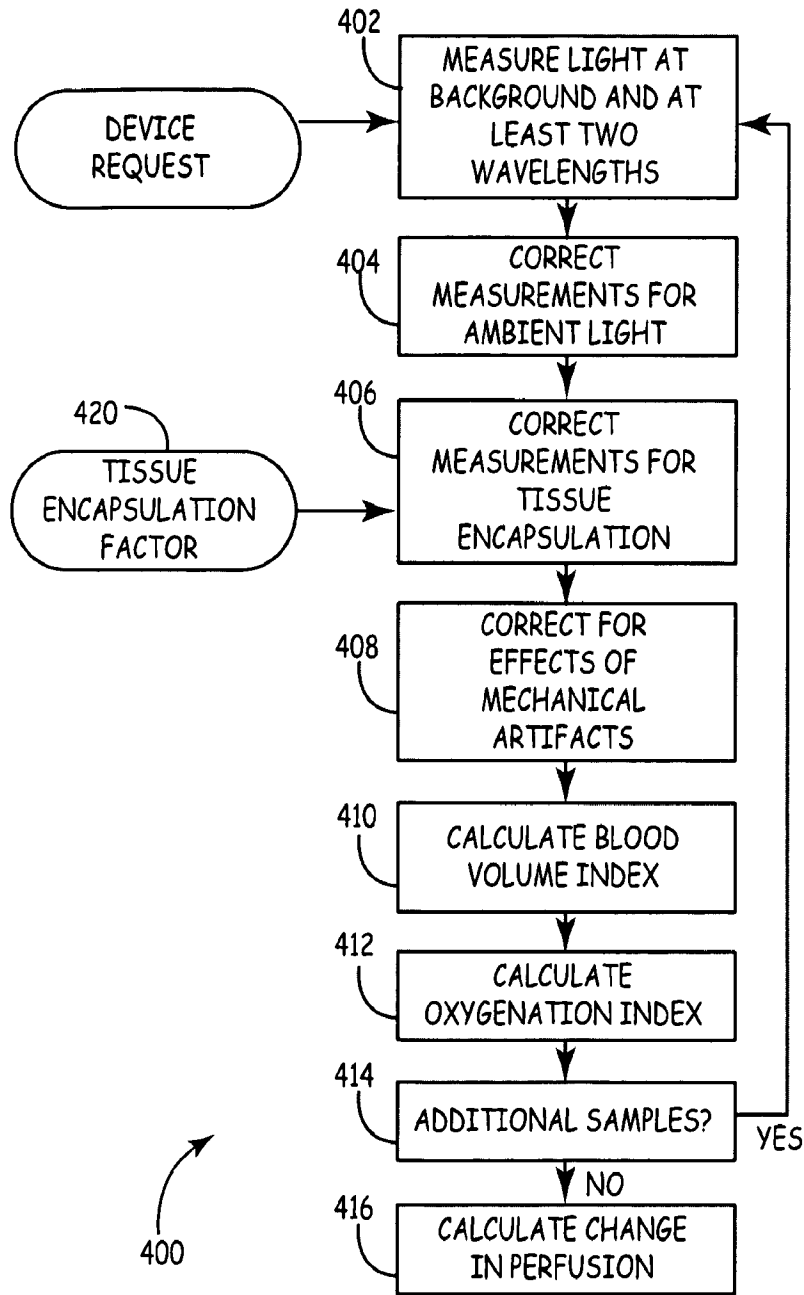 402
MEASURE LIGHT AT
BACKGROUND AND AT
LEAST TWO
WAVELENGTHS
DEVICE
REQUEST
404
CORRECT
MEASUREMENTS FOR
AMBIENT LIGHT
406
CORRECT
MEASUREMENTS FOR
TISSUE
ENCAPSULATION
420
TISSUE
ENCAPSULATION
FACTOR
408
CORRECT FOR
EFFECTS OF
MECHANICAL
ARTIFACTS
410
CALCULATE BLOOD
VOLUME INDEX
412
CALCULATE
OXYGENATION INDEX
414
ADDITIONAL SAMPLES?
YES
NO
416
CALCULATE CHANGE
IN PERFUSION
400